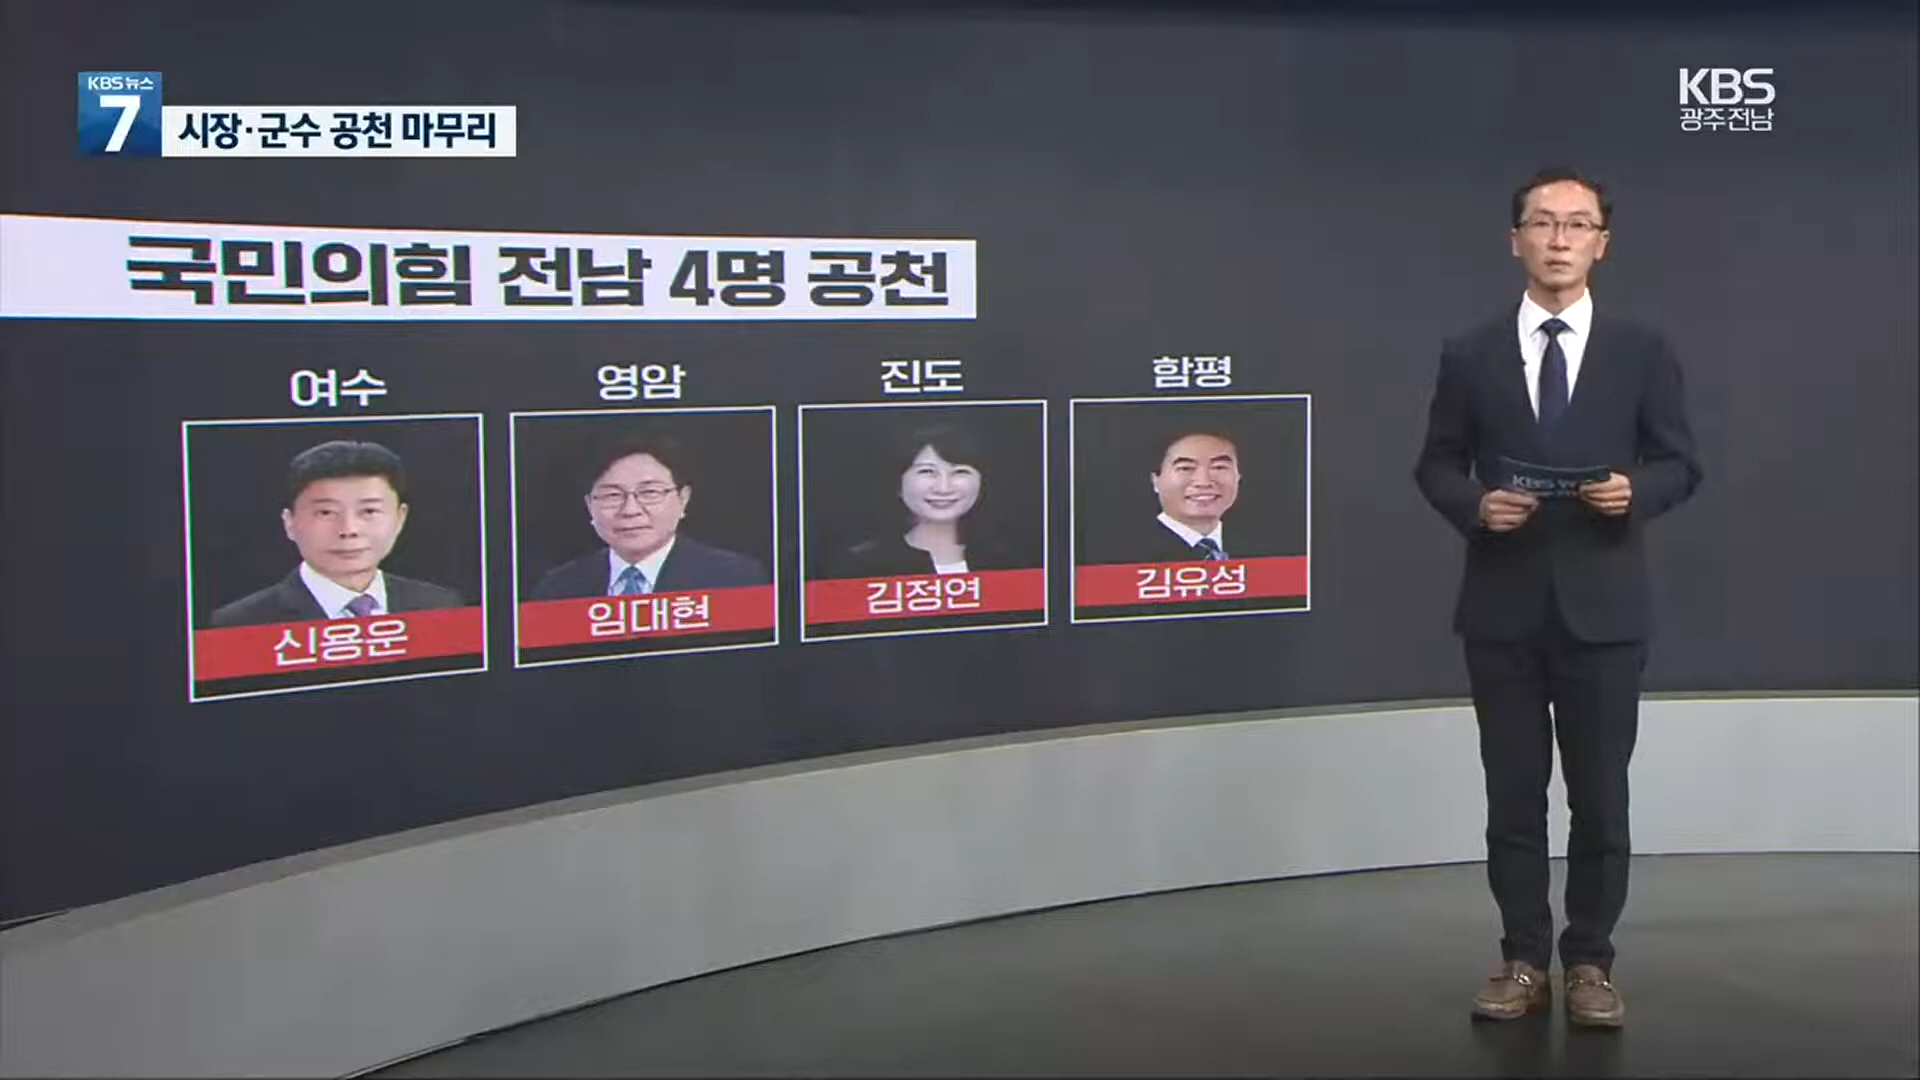 KBS 뉴스
7
시장·군수 공천 마무리
KBS
광주전남
국민의힘 전남 4명 공천
여수
영암
진도
함평
신용운
임대현
김정연
김유성
KBS